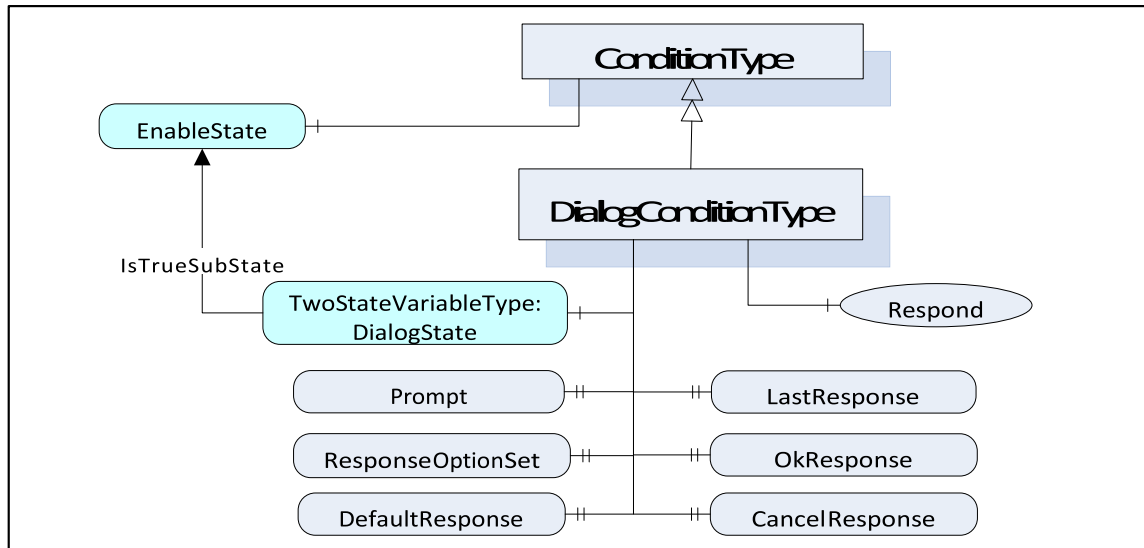 ConditionType
EnableState
DialogConditionType
IsTrueSubState
TwoStateVariableType:
DialogState
Respond
Prompt
LastResponse
ResponseOptionSet
OkResponse
DefaultResponse
CancelResponse